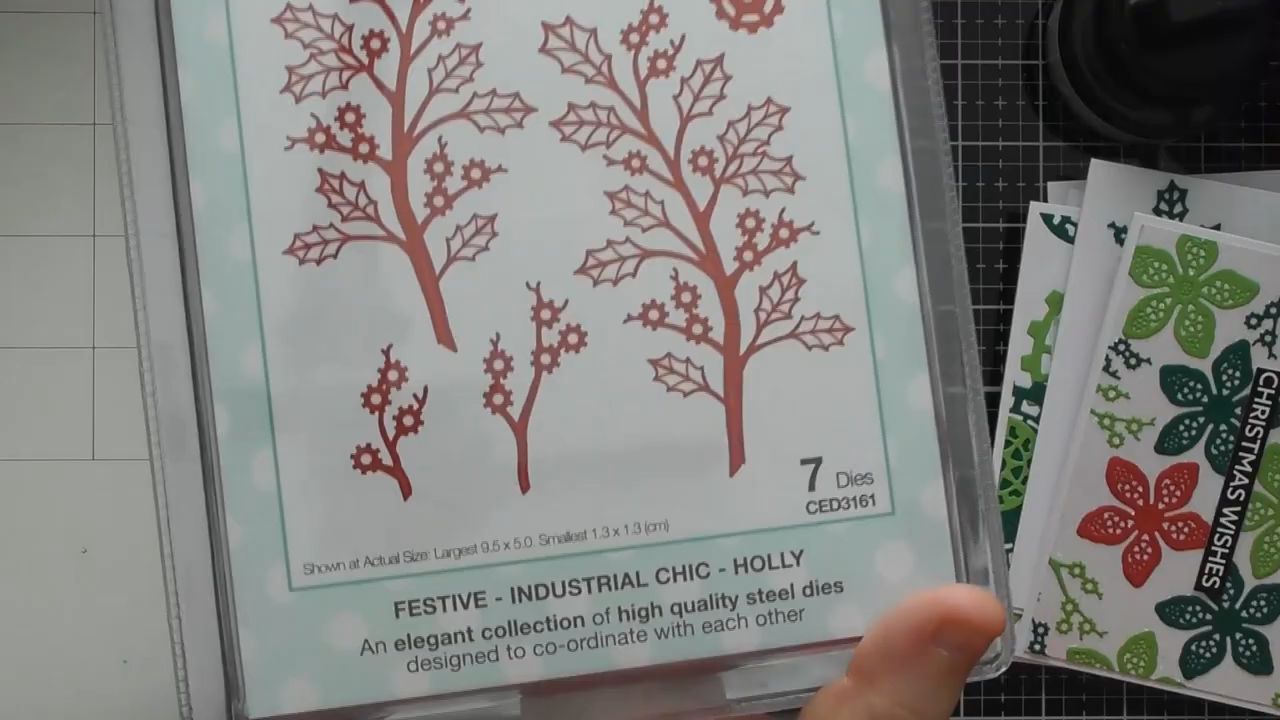 7 Dies
CED3161
Shown at Actual Size: Largest 9.5 x 5.0. Smallest 1.3 x 1.3 (cm)
FESTIVE - INDUSTRIAL CHIC - HOLLY
An elegant collection of high quality steel dies
designed to co-ordinate with each other
CHRISTMAS WISHES